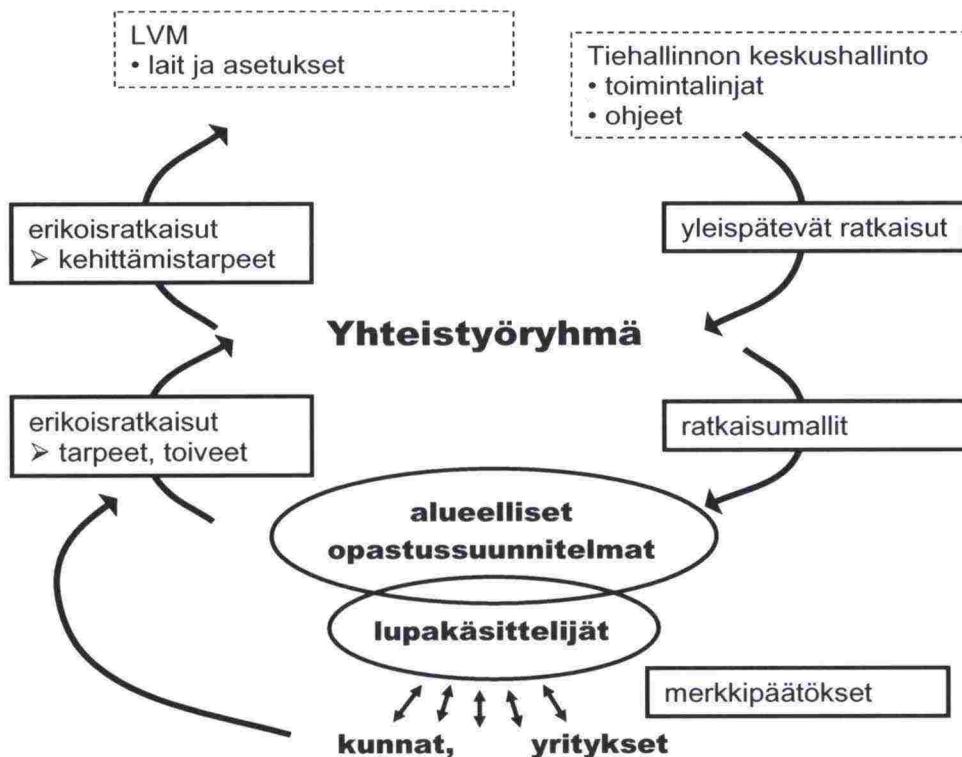 LVM
• lait ja asetukset
Tiehallinnon keskushallinto
• toimintalinjat
• ohjeet
erikoisratkaisut
➢ kehittämistarpeet
yleispätevät ratkaisut
Yhteistyöryhmä
erikoisratkaisut
➢ tarpeet, toiveet
ratkaisumallit
alueelliset
opastussuunnitelmat
lupakäsittelijät
merkkipäätökset
kunnat, yritykset